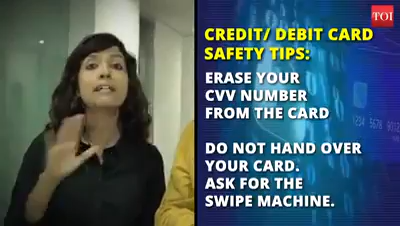 TOI
CREDIT/ DEBIT CARD
SAFETY TIPS:
ERASE YOUR
CVV NUMBER
FROM THE CARD
DO NOT HAND OVER
YOUR CARD.
ASK FOR THE
SWIPE MACHINE.